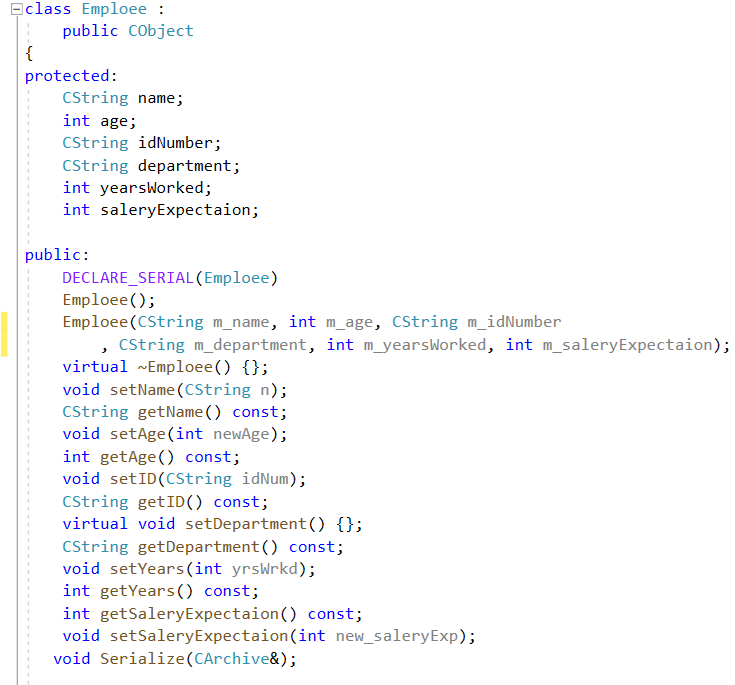 class Emploee :
    public CObject
{
protected:
    CString name;
    int age;
    CString idNumber;
    CString department;
    int yearsWorked;
    int saleryExpectaion;

public:
    DECLARE_SERIAL(Emploee)
    Emploee();
    Emploee(CString m_name, int m_age, CString m_idNumber
        , CString m_department, int m_yearsWorked, int m_saleryExpectaion);
    virtual ~Emploee() {};
    void setName(CString n);
    CString getName() const;
    void setAge(int newAge);
    int getAge() const;
    void setID(CString idNum);
    CString getID() const;
    virtual void setDepartment() {};
    CString getDepartment() const;
    void setYears(int yrsWrkd);
    int getYears() const;
    int getSaleryExpectaion() const;
    void setSaleryExpectaion(int new_saleryExp);
   void Serialize(CArchive&);